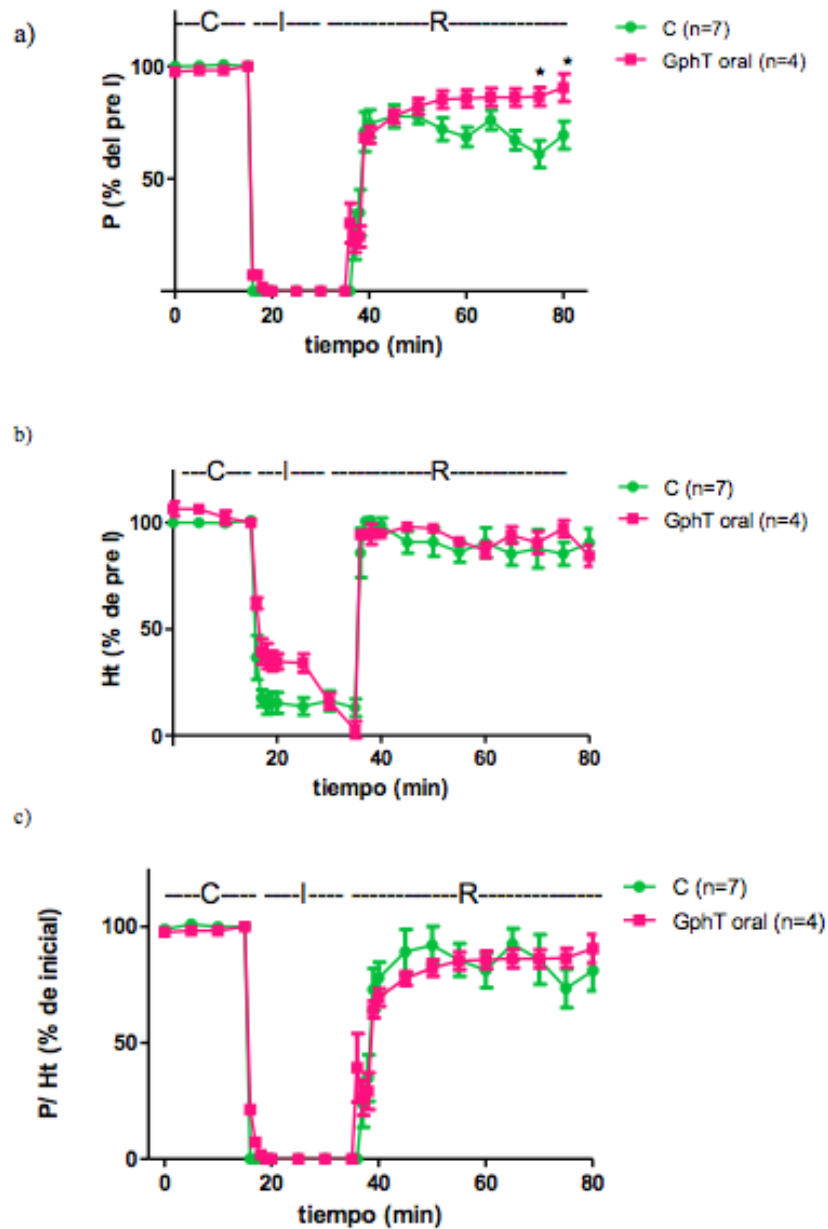 a)
---C---- ---I---- ----------------R-----------------
C (n=7)
GphT oral (n=4)
P (% del pre I)
100
50
* *
0 20 40 60 80
tiempo (min)
b)
---C--- ---I---- --------------R----------------
C (n=7)
GphT oral (n=4)
Ht (% de pre I)
100
50
0
20 40 60 80
tiempo (min)
c)
----C---- ----I---- --------------R----------------
C (n=7)
GphT oral (n=4)
P/ Ht (% de inicial)
100
50
0
0 20 40 60 80
tiempo (min)